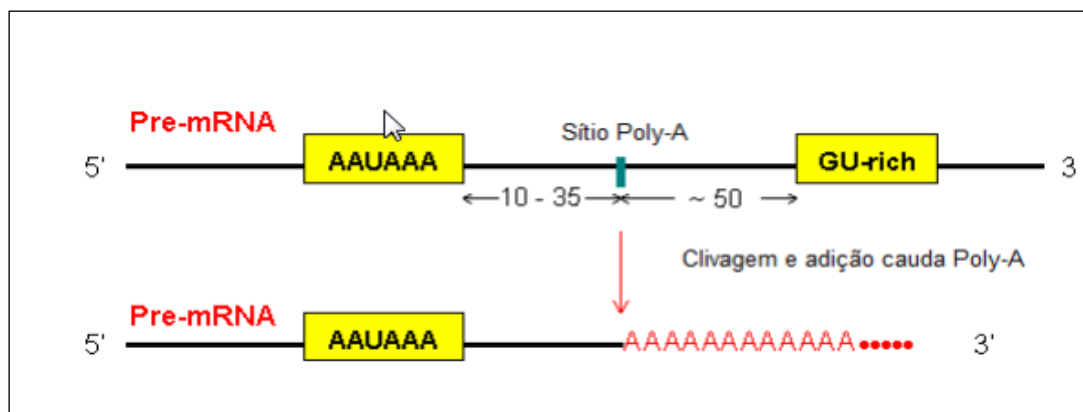 Pre-mRNA
Sítio Poly-A
5' AAUAAA GU-rich 3
10 - 35 ~ 50
Clivagem e adição cauda Poly-A
Pre-mRNA
5' AAUAAA AAAAAAAAAAAA••••• 3'